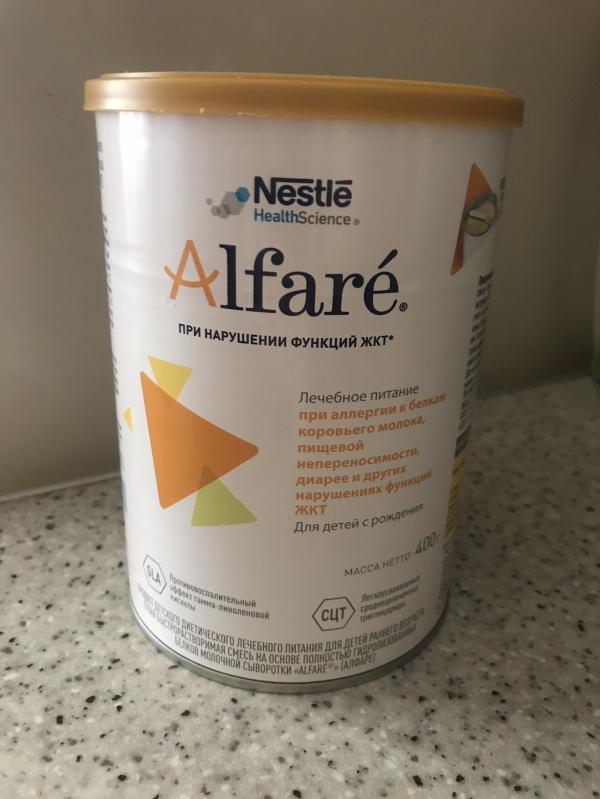 Nestlé
HealthScience®
Alfaré®
ПРИ НАРУШЕНИИ ФУНКЦИЙ ЖКТ*
Лечебное питание
при аллергии к белкам
коровьего молока,
пищевой
непереносимости,
диарее и других
нарушениях функций
ЖКТ
Для детей с рождения
МАССА НЕТТО: 400 г
GLA
Противовоспалительный
эффект гамма-линоленовой
кислоты
СЦТ
Легкоусваиваемые
среднецепочечные
триглицериды
ПРОДУКТ ДЕТСКОГО ДИЕТИЧЕСКОГО ЛЕЧЕБНОГО ПИТАНИЯ ДЛЯ ДЕТЕЙ РАННЕГО ВОЗРАСТА.
СУХАЯ БЫСТРОРАСТВОРИМАЯ СМЕСЬ НА ОСНОВЕ ПОЛНОСТЬЮ ГИДРОЛИЗОВАННЫХ
БЕЛКОВ МОЛОЧНОЙ СЫВОРОТКИ «ALFARÉ®» (АЛФАРЕ)